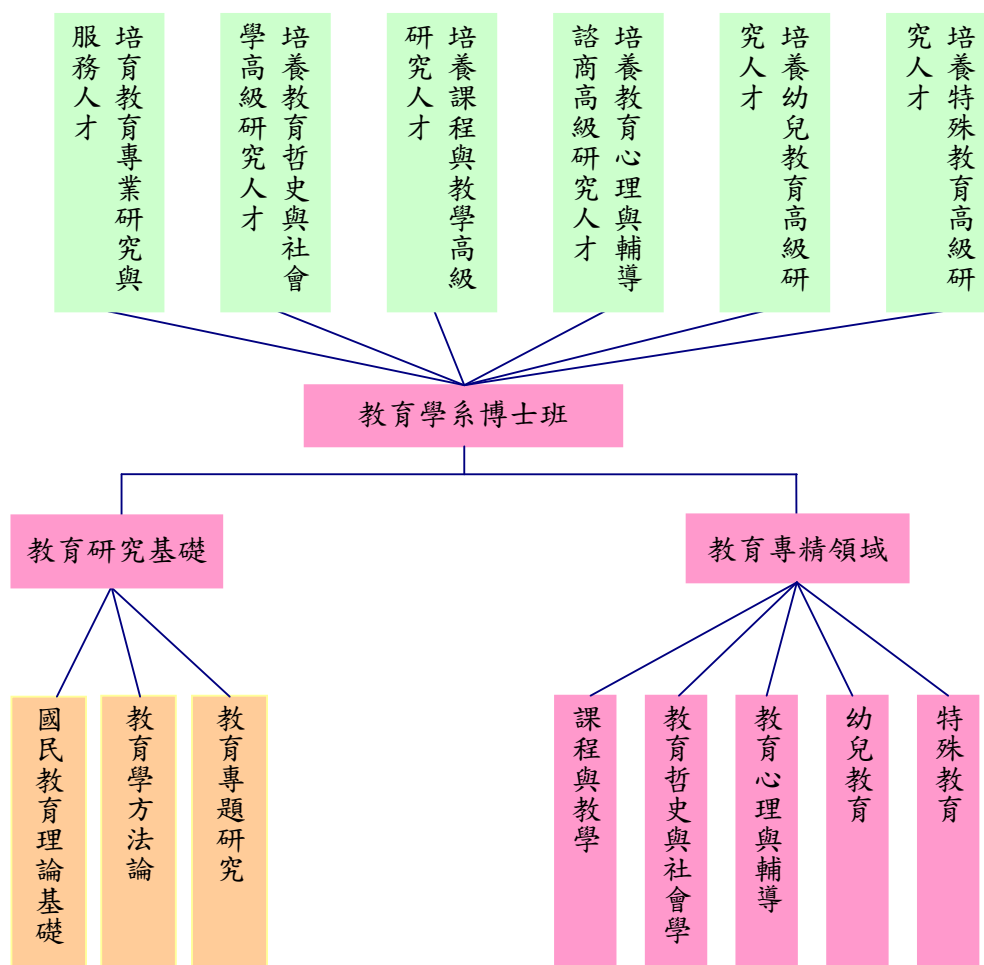 培育教育專業研究與
服務人才
培養教育哲史與社會
學高級研究人才
培養課程與教學高級
研究人才
培養教育心理與輔導
諮商高級研究人才
培養幼兒教育高級研
究人才
培養特殊教育高級研
究人才
教育學系博士班
教育研究基礎
教育專精領域
國民教育理論基礎
教育學方法論
教育專題研究
課程與教學
教育哲史與社會學
教育心理與輔導
幼兒教育
特殊教育